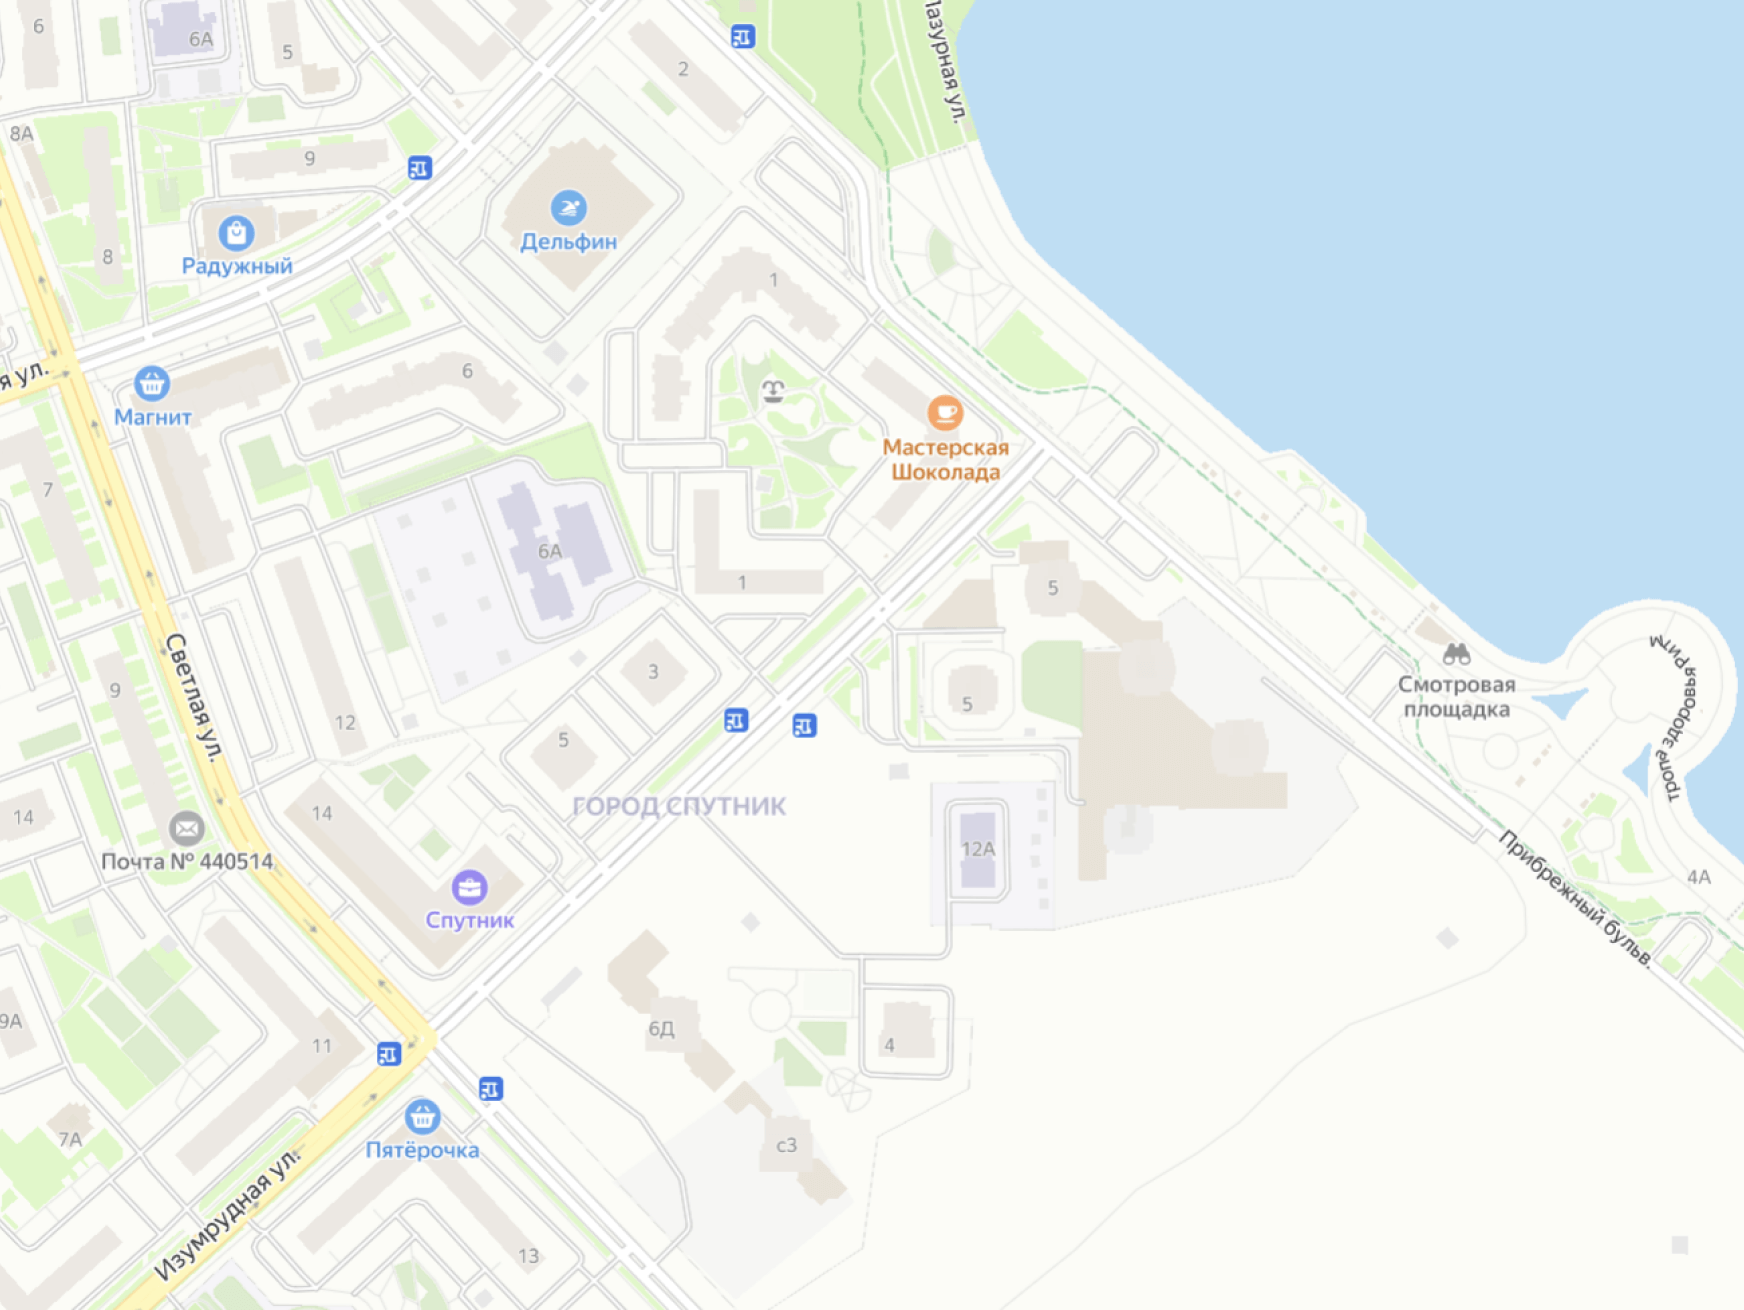 6
6А
5
2
Лазурная ул.
8А
9
8
Радужный
Дельфин
1
я ул.
Магнит
6
Мастерская
Шоколада
7
6А
1
5
Светлая ул.
9
12
3
5
5
Смотровая
площадка
тропе здоровья Ритм
14
14
ГОРОД СПУТНИК
Почта № 440514
12А
Прибрежный бульв.
4А
Спутник
9А
11
6Д
4
7А
Пятёрочка
с3
Изумрудная ул.
13